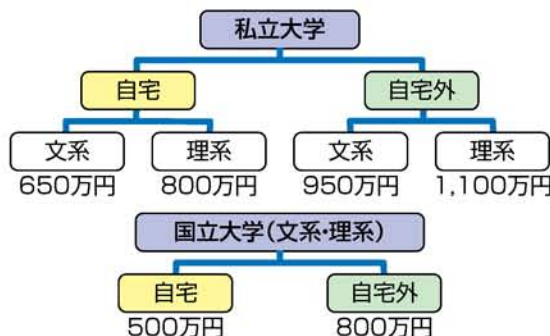 私立大学
自宅 自宅外
文系 理系 文系 理系
650万円 800万円 950万円 1,100万円
国立大学(文系・理系)
自宅 自宅外
500万円 800万円